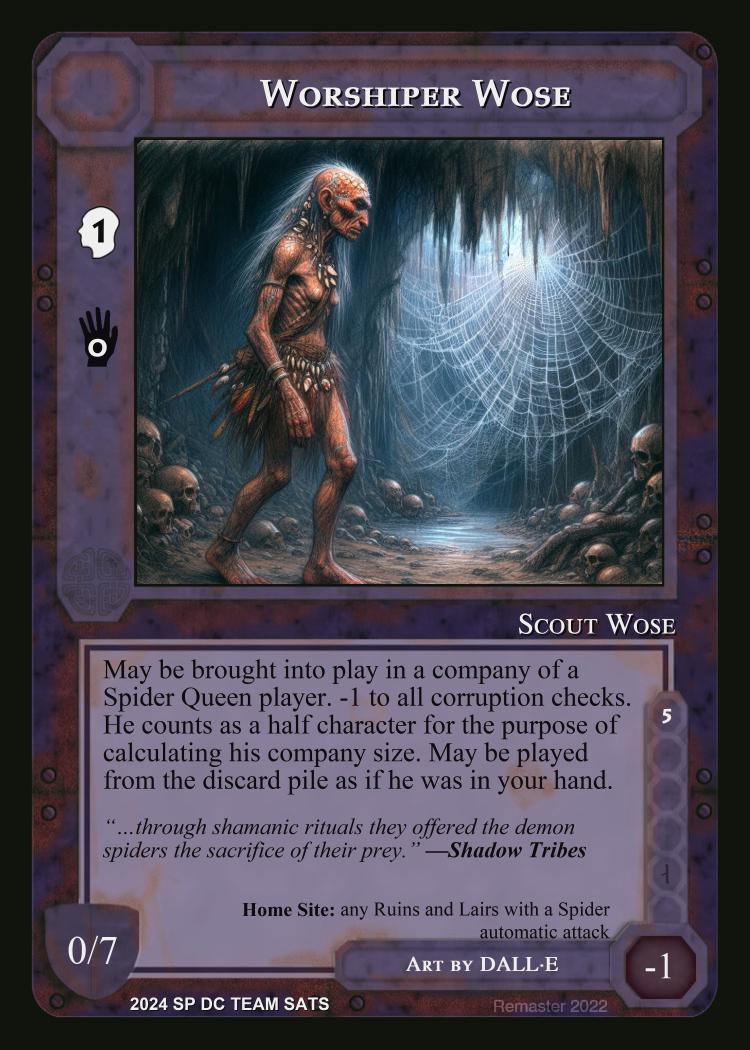 Worshiper Wose
1
0
Scout Wose
May be brought into play in a company of a
Spider Queen player. -1 to all corruption checks.
He counts as a half character for the purpose of
calculating his company size. May be played
from the discard pile as if he was in your hand.
5
“…through shamanic rituals they offered the demon
spiders the sacrifice of their prey.” —Shadow Tribes
Home Site: any Ruins and Lairs with a Spider
automatic attack
0/7
Art by DALL·E
-1
2024 SP DC TEAM SATS
Remaster 2022